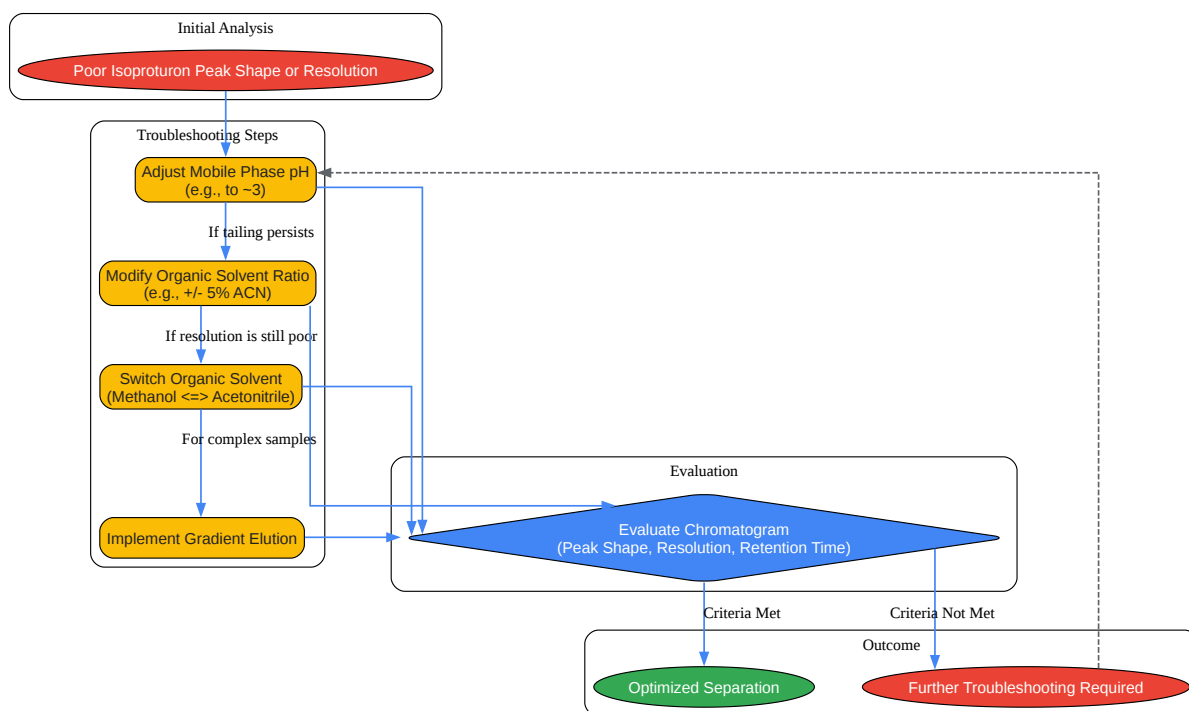 Initial Analysis
Poor Isoproturon Peak Shape or Resolution
Troubleshooting Steps
Adjust Mobile Phase pH
(e.g., to ~3)
If tailing persists
Modify Organic Solvent Ratio
(e.g., +/- 5% ACN)
If resolution is still poor
Switch Organic Solvent
(Methanol <=> Acetonitrile)
For complex samples
Implement Gradient Elution
Evaluation
Evaluate Chromatogram
(Peak Shape, Resolution, Retention Time)
Criteria Met
Criteria Not Met
Outcome
Optimized Separation
Further Troubleshooting Required